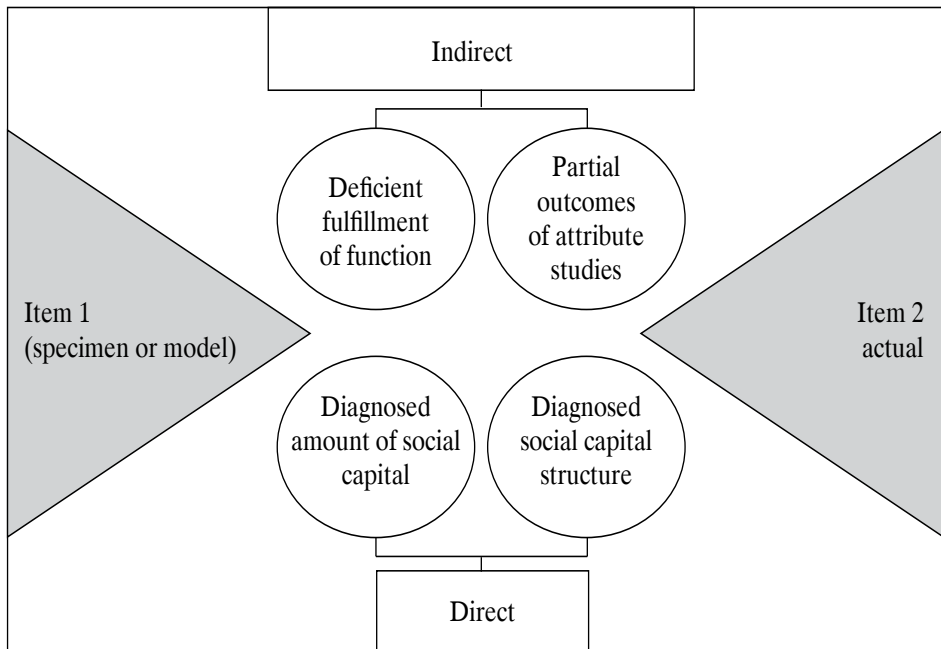 Indirect
Deficient
fulfillment
of function
Partial
outcomes
of attribute
studies
Item 1
(specimen or model)
Item 2
actual
Diagnosed
amount of social
capital
Diagnosed
social capital
structure
Direct